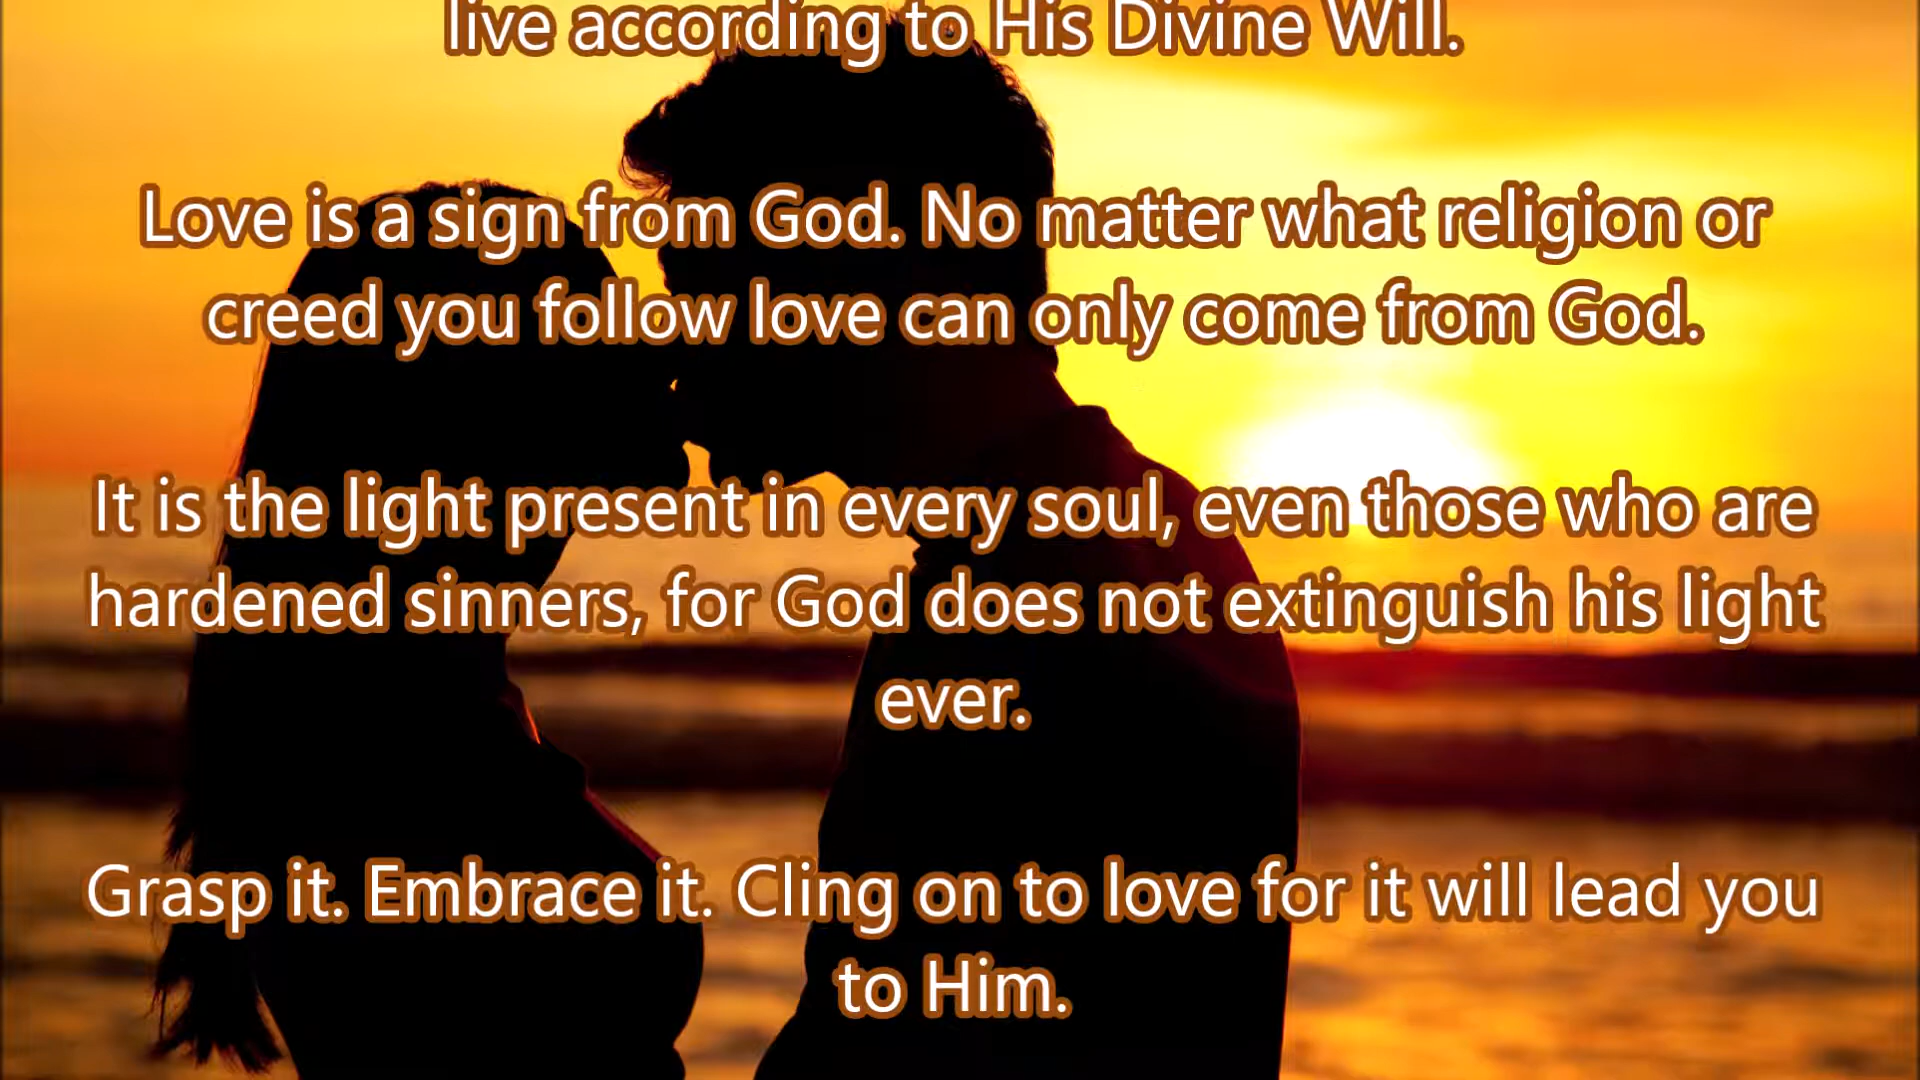 live according to His Divine Will.
Love is a sign from God. No matter what religion or
creed you follow love can only come from God.
It is the light present in every soul, even those who are
hardened sinners, for God does not extinguish his light
ever.
Grasp it. Embrace it. Cling on to love for it will lead you
to Him.